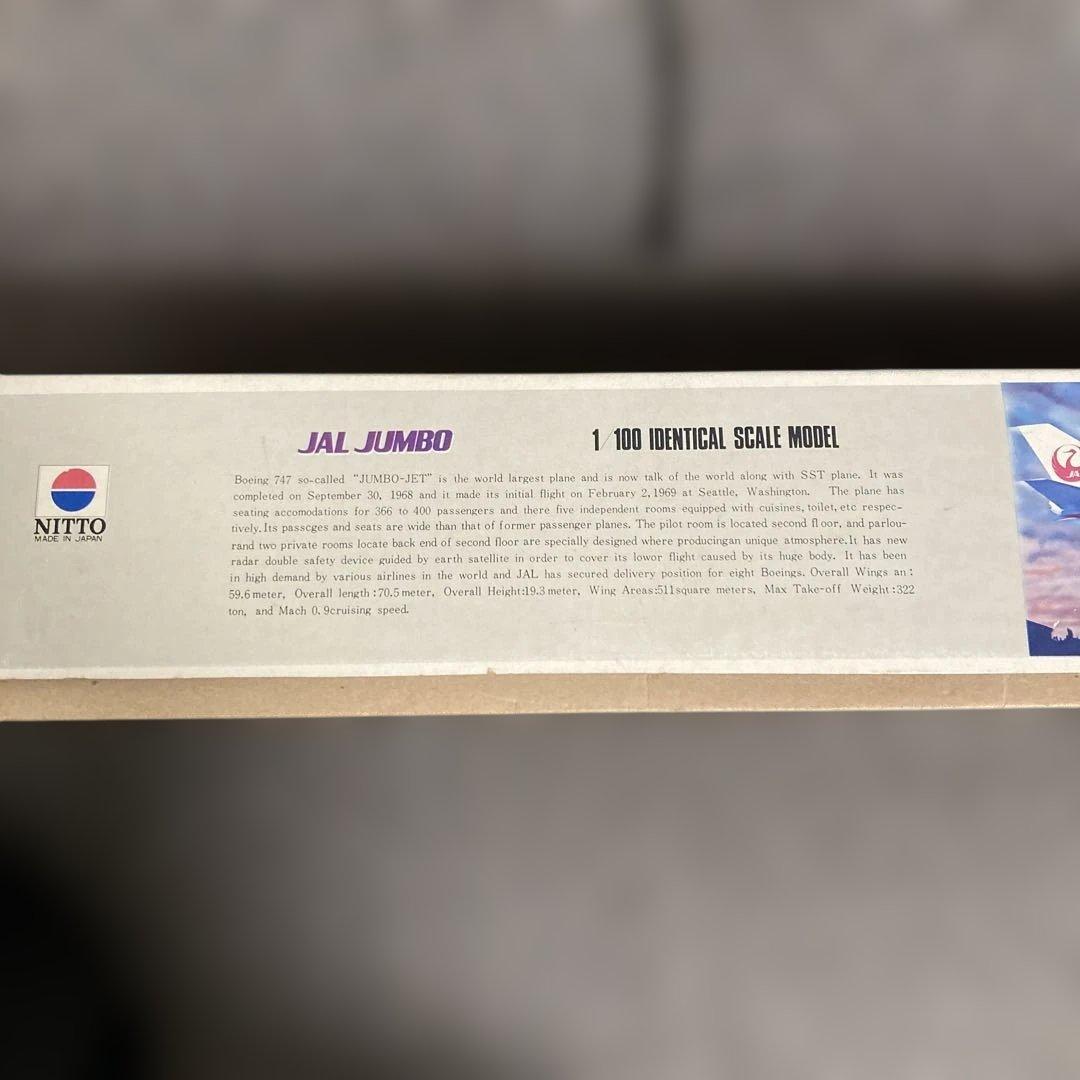 JAL JUMBO
1/100 IDENTICAL SCALE MODEL
NITTO
MADE IN JAPAN
Boeing 747 so-called "JUMBO-JET" is the world largest plane and is now talk of the world along with SST plane. It was
completed on September 30, 1968 and it made its initial flight on February 2, 1969 at Seattle, Washington. The plane has
seating accomodations for 366 to 400 passengers and there five independent rooms equipped with cuisines, toilet, etc respec-
tively. Its passcges and seats are wide than that of former passenger planes. The pilot room is located second floor, and parlou-
rand two private rooms locate back end of second floor are specially designed where producingan unique atmosphere. It has new
radar double safety device guided by earth satellite in order to cover its lowor flight caused by its huge body. It has been
in high demand by various airlines in the world and JAL has secured delivery position for eight Boeings. Overall Wings an:
59.6 meter, Overall length:70.5 meter, Overall Height:19.3 meter, Wing Areas:511square meters, Max Take-off Weight:322
ton, and Mach 0.9cruising speed.
JA